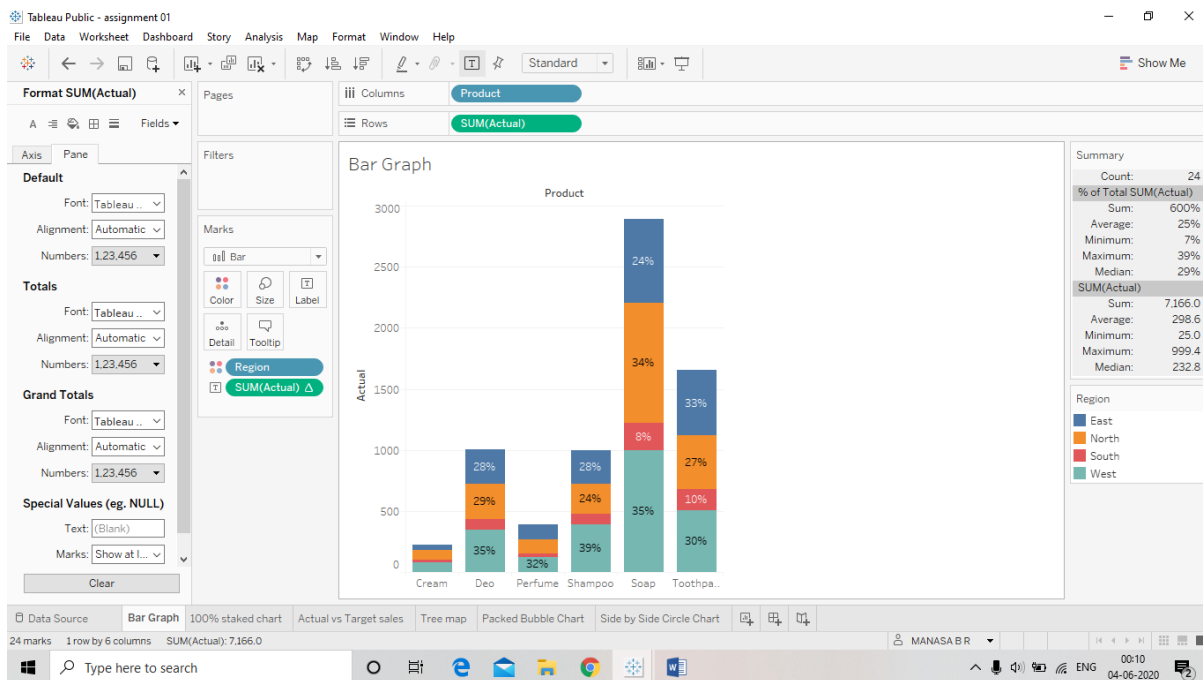 Tableau Public - assignment 01
File Data Worksheet Dashboard Story Analysis Map Format Window Help
Standard
Show Me
Format SUM(Actual)
Fields
Axis Pane
Default
Font: Tableau ..
Alignment: Automatic
Numbers: 1,23,456
Totals
Font: Tableau ..
Alignment: Automatic
Numbers: 1,23,456
Grand Totals
Font: Tableau ..
Alignment: Automatic
Numbers: 1,23,456
Special Values (eg. NULL)
Text: (Blank)
Marks: Show at I...
Clear
Pages
Filters
Marks
Bar
Color Size Label
Detail Tooltip
Region
SUM(Actual) Δ
Columns Product
Rows SUM(Actual)
Bar Graph
Product
Actual
3000
2500
2000
1500
1000
500
0
28%
29%
35%
32%
28%
24%
39%
24%
34%
8%
35%
33%
27%
10%
30%
Cream Deo Perfume Shampoo Soap Toothpa..
Summary
Count: 24
% of Total SUM(Actual)
Sum: 600%
Average: 25%
Minimum: 7%
Maximum: 39%
Median: 29%
SUM(Actual)
Sum: 7,166.0
Average: 298.6
Minimum: 25.0
Maximum: 999.4
Median: 232.8
Region
East
North
South
West
Data Source Bar Graph 100% staked chart Actual vs Target sales Tree map Packed Bubble Chart Side by Side Circle Chart
24 marks 1 row by 6 columns SUM(Actual): 7,166.0
MANASA B R
Type here to search
ENG
00:10
04-06-2020
2